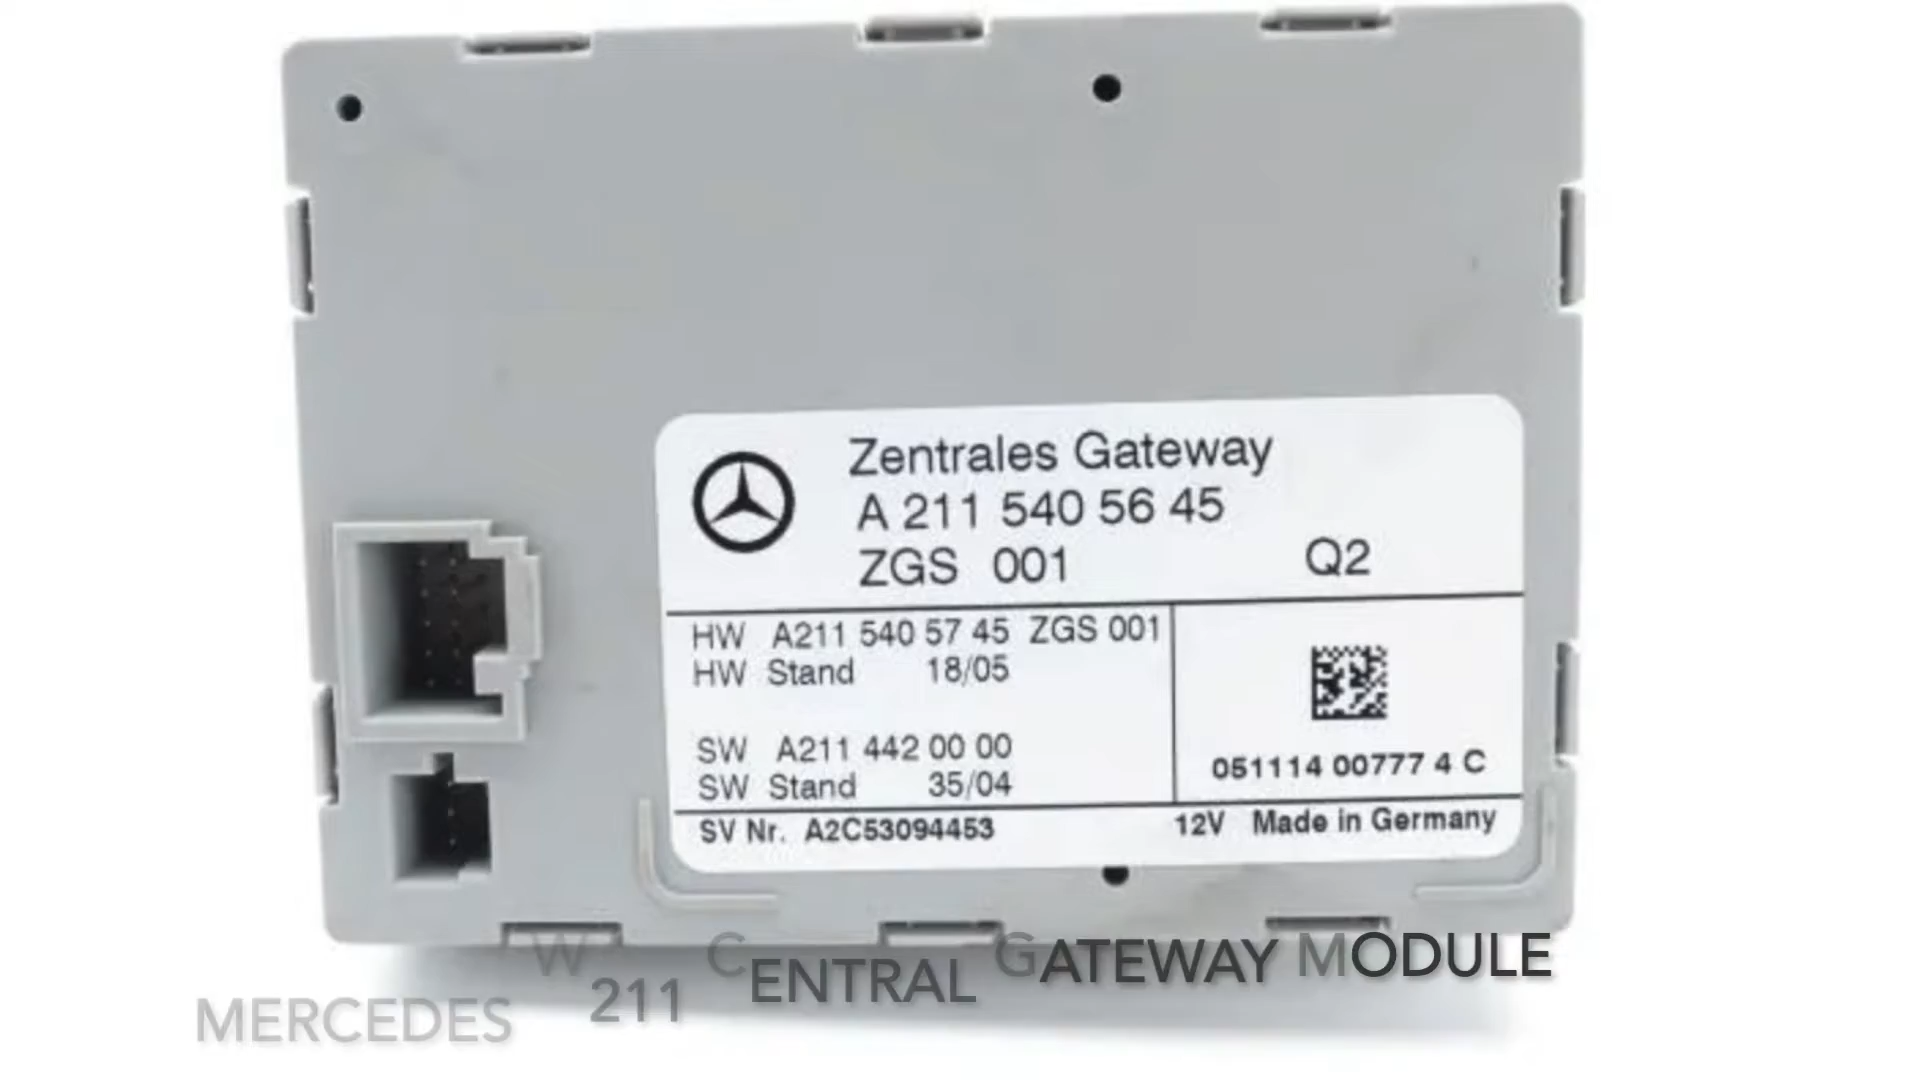 Zentrales Gateway
A 211 540 56 45
ZGS 001 Q2
HW A211 540 57 45 ZGS 001
HW Stand 18/05
SW A211 442 00 00
SW Stand 35/04
051114 00777 4 C
SV Nr. A2C53094453
12V Made in Germany
MERCEDES W211 CENTRAL GATEWAY MODULE